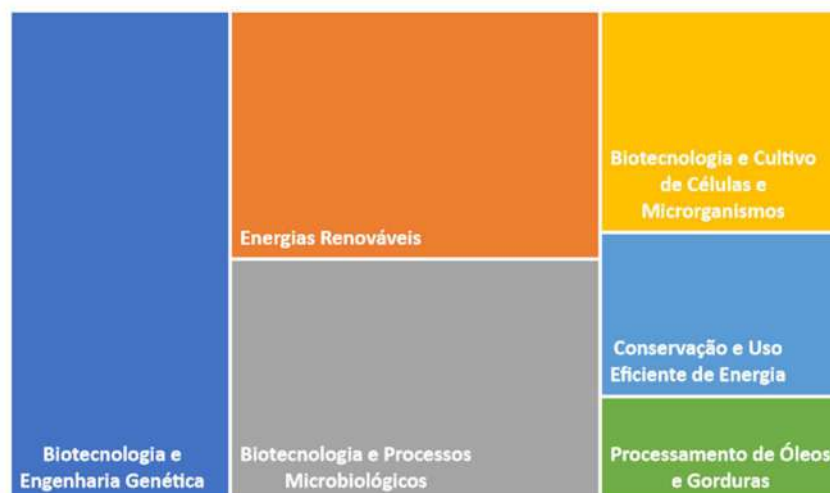 Biotecnologia e
Engenharia Genética
Energias Renováveis
Biotecnologia e Processos
Microbiológicos
Biotecnologia e Cultivo
de Células e
Microrganismos
Conservação e Uso
Eficiente de Energia
Processamento de Óleos
e Gorduras